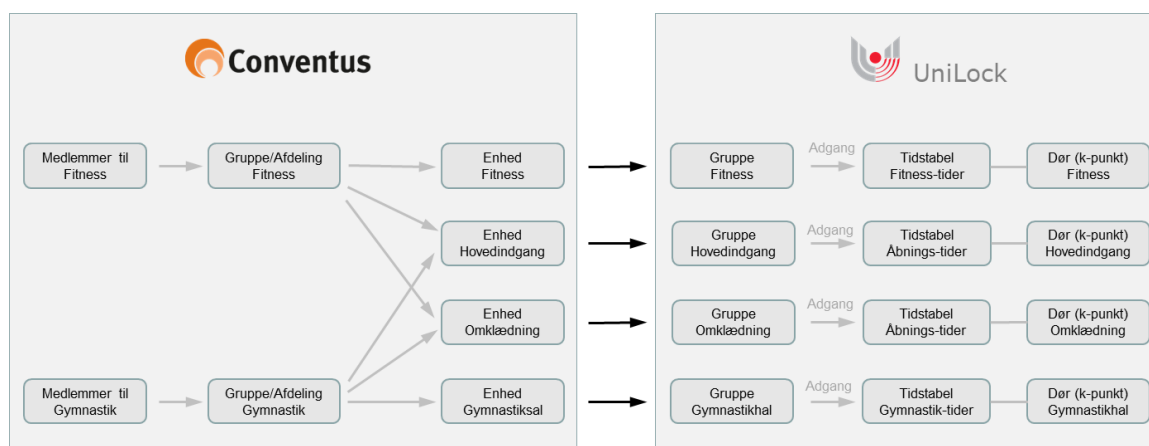 Conventus
UniLock
Medlemmer til
Fitness
Gruppe/Afdeling
Fitness
Enhed
Fitness
Gruppe
Fitness
Adgang
Tidstabel
Fitness-tider
Dør (k-punkt)
Fitness
Enhed
Hovedindgang
Gruppe
Hovedindgang
Adgang
Tidstabel
Åbnings-tider
Dør (k-punkt)
Hovedindgang
Enhed
Omklædning
Gruppe
Omklædning
Adgang
Tidstabel
Åbnings-tider
Dør (k-punkt)
Omklædning
Medlemmer til
Gymnastik
Gruppe/Afdeling
Gymnastik
Enhed
Gymnastiksal
Gruppe
Gymnastikhal
Adgang
Tidstabel
Gymnastik-tider
Dør (k-punkt)
Gymnastikhal